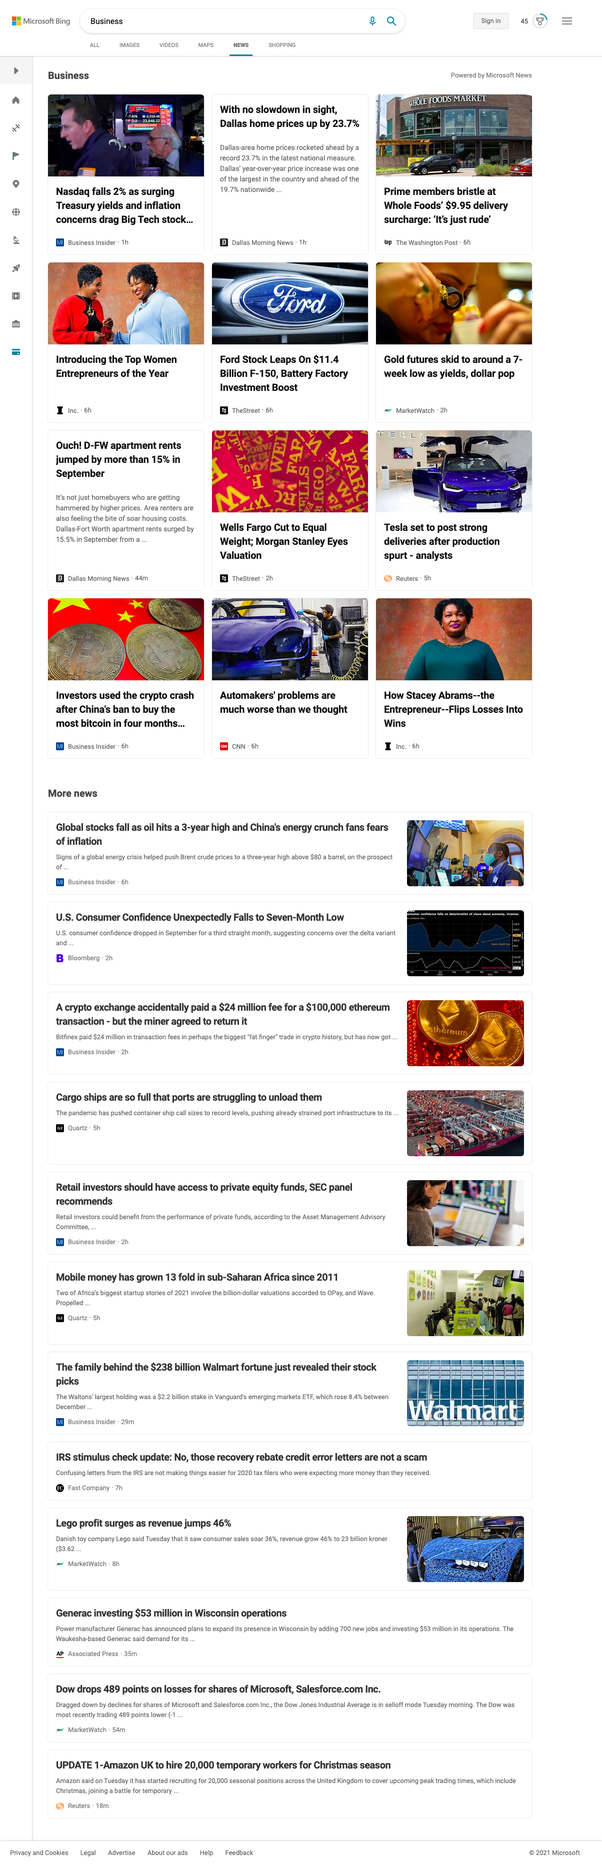 Microsoft Bing
Business
Sign in
45
ALL
IMAGES
VIDEOS
MAPS
NEWS
SHOPPING
Business
Powered by Microsoft News
Nasdaq falls 2% as surging
Treasury yields and inflation
concerns drag Big Tech stock...
Business Insider · 1h
With no slowdown in sight,
Dallas home prices up by 23.7%
Dallas-area home prices rocketed ahead by a
record 23.7% in the latest national measure.
Dallas' year-over-year price increase was one
of the largest in the country and ahead of the
19.7% nationwide ...
Dallas Morning News · 1h
WHOLE FOODS MARKET
Prime members bristle at
Whole Foods' $9.95 delivery
surcharge: 'It's just rude'
The Washington Post · 6h
Introducing the Top Women
Entrepreneurs of the Year
Inc. · 6h
Ford
Ford Stock Leaps On $11.4
Billion F-150, Battery Factory
Investment Boost
TheStreet · 6h
Gold futures skid to around a 7-
week low as yields, dollar pop
MarketWatch · 2h
Ouch! D-FW apartment rents
jumped by more than 15% in
September
It's not just homebuyers who are getting
hammered by higher prices. Area renters are
also feeling the bite of soar housing costs.
Dallas-Fort Worth apartment rents surged by
15.5% in September from a ...
Dallas Morning News · 44m
WELLS FARGO
Wells Fargo Cut to Equal
Weight; Morgan Stanley Eyes
Valuation
TheStreet · 2h
TESL
Tesla set to post strong
deliveries after production
spurt - analysts
Reuters · 5h
Investors used the crypto crash
after China's ban to buy the
most bitcoin in four months...
Business Insider · 6h
Automakers' problems are
much worse than we thought
CNN · 6h
How Stacey Abrams--the
Entrepreneur--Flips Losses Into
Wins
Inc. · 6h
More news
Global stocks fall as oil hits a 3-year high and China's energy crunch fans fears
of inflation
Signs of a global energy crisis helped push Brent crude prices to a three-year high above $80 a barrel, on the prospect
of ...
Business Insider · 6h
U.S. Consumer Confidence Unexpectedly Falls to Seven-Month Low
U.S. consumer confidence dropped in September for a third straight month, suggesting concerns over the delta variant
and ...
Bloomberg · 2h
A crypto exchange accidentally paid a $24 million fee for a $100,000 ethereum
transaction - but the miner agreed to return it
Bitfinex paid $24 million in transaction fees in perhaps the biggest "fat finger" trade in crypto history, but has now got ...
Business Insider · 2h
ethereum
Cargo ships are so full that ports are struggling to unload them
The pandemic has pushed container ship call sizes to record levels, pushing already strained port infrastructure to its ...
Quartz · 5h
Retail investors should have access to private equity funds, SEC panel
recommends
Retail investors could benefit from the performance of private funds, according to the Asset Management Advisory
Committee, ...
Business Insider · 2h
Mobile money has grown 13 fold in sub-Saharan Africa since 2011
Two of Africa's biggest startup stories of 2021 involve the billion-dollar valuations accorded to OPay, and Wave.
Propelled ...
Quartz · 5h
The family behind the $238 billion Walmart fortune just revealed their stock
picks
The Waltons' largest holding was a $2.2 billion stake in Vanguard's emerging markets ETF, which rose 8.4% between
December ...
Business Insider · 29m
Walmart
IRS stimulus check update: No, those recovery rebate credit error letters are not a scam
Confusing letters from the IRS are not making things easier for 2020 tax filers who were expecting more money than they received.
Fast Company · 7h
Lego profit surges as revenue jumps 46%
Danish toy company Lego said Tuesday that it saw consumer sales soar 36%, revenue grow 46% to 23 billion kroner
($3.62 ...
MarketWatch · 8h
Generac investing $53 million in Wisconsin operations
Power manufacturer Generac has announced plans to expand its presence in Wisconsin by adding 700 new jobs and investing $53 million in its operations. The
Waukesha-based Generac said demand for its ...
AP Associated Press · 35m
Dow drops 489 points on losses for shares of Microsoft, Salesforce.com Inc.
Dragged down by declines for shares of Microsoft and Salesforce.com Inc., the Dow Jones Industrial Average is in selloff mode Tuesday morning. The Dow was
most recently trading 489 points lower (-1 ...
MarketWatch · 54m
UPDATE 1-Amazon UK to hire 20,000 temporary workers for Christmas season
Amazon said on Tuesday it has started recruiting for 20,000 seasonal positions across the United Kingdom to cover upcoming peak trading times, which include
Christmas, joining a battle for temporary ...
Reuters · 18m
Privacy and Cookies
Legal
Advertise
About our ads
Help
Feedback
© 2021 Microsoft